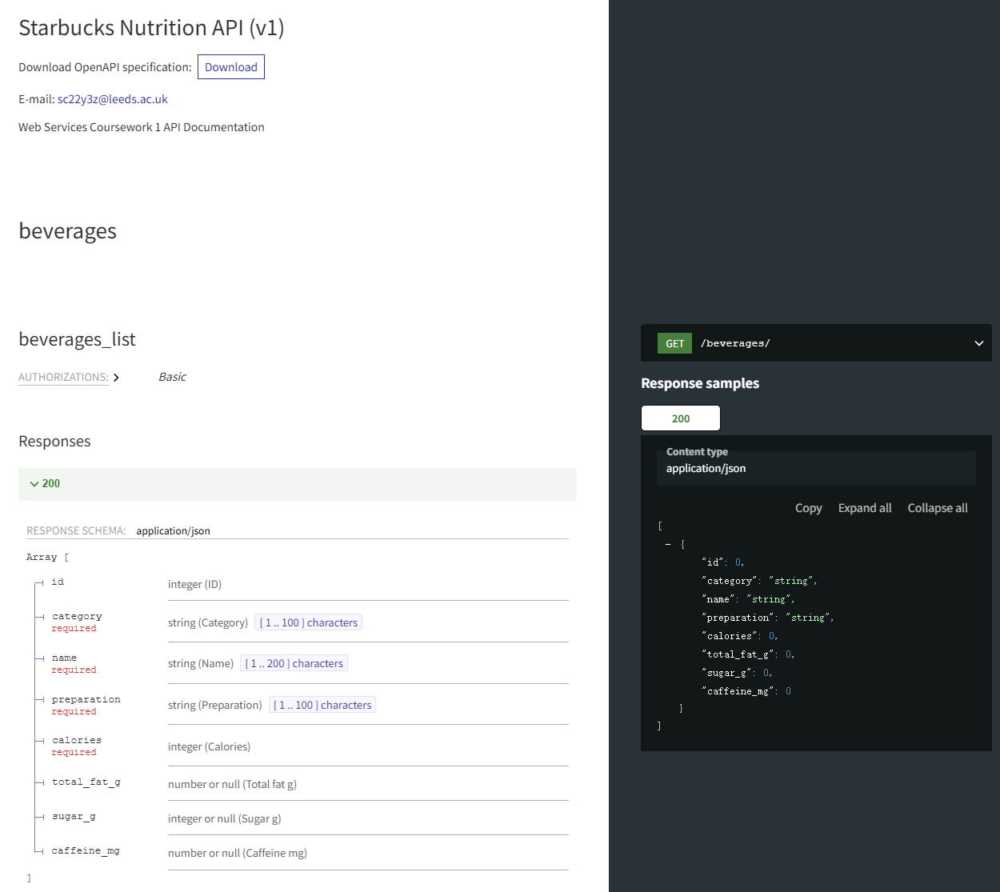 Starbucks Nutrition API (v1)
Download OpenAPI specification: Download
E-mail: sc22y3z@leeds.ac.uk
Web Services Coursework 1 API Documentation
beverages
beverages_list
AUTHORIZATIONS: Basic
Responses
200
RESPONSE SCHEMA: application/json
Array [
id integer (ID)
category required string (Category) [ 1 .. 100 ] characters
name required string (Name) [ 1 .. 200 ] characters
preparation required string (Preparation) [ 1 .. 100 ] characters
calories required integer (Calories)
total_fat_g number or null (Total fat g)
sugar_g integer or null (Sugar g)
caffeine_mg number or null (Caffeine mg)
]
GET /beverages/
Response samples
200
Content type
application/json
Copy Expand all Collapse all
[
− {
"id": 0,
"category": "string",
"name": "string",
"preparation": "string",
"calories": 0,
"total_fat_g": 0,
"sugar_g": 0,
"caffeine_mg": 0
}
]